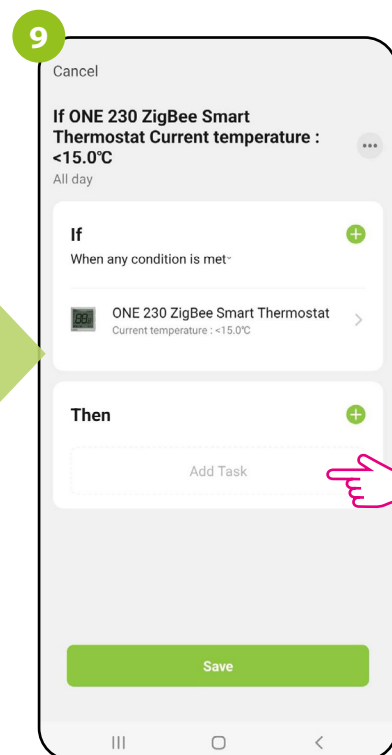 9
Cancel
If ONE 230 ZigBee Smart
Thermostat Current temperature :
<15.0℃
All day
If
When any condition is met
ONE 230 ZigBee Smart Thermostat
Current temperature : <15.0℃
Then
Add Task
Save